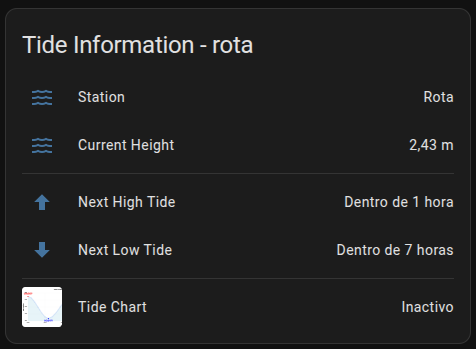 Tide Information - rota
Station Rota
Current Height 2,43 m
Next High Tide Dentro de 1 hora
Next Low Tide Dentro de 7 horas
Tide Chart Inactivo